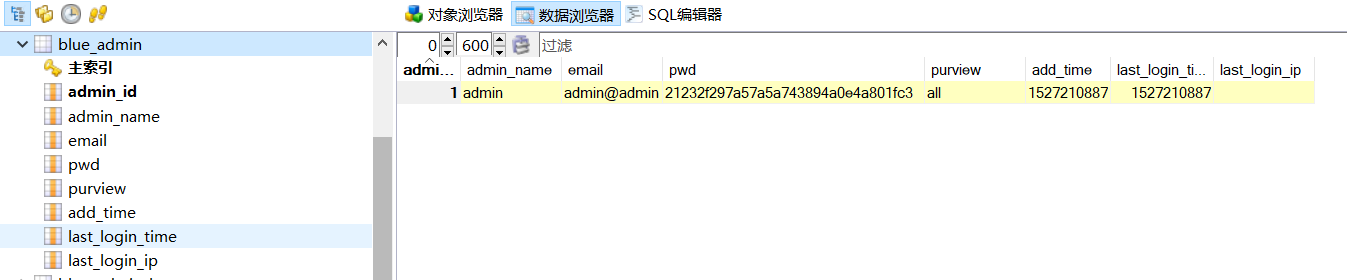 对象浏览器 数据浏览器 SQL编辑器
blue_admin
主索引
admin_id
admin_name
email
pwd
purview
add_time
last_login_time
last_login_ip
0 600 过滤
admi... admin_name email pwd purview add_time last_login_ti... last_login_ip
1 admin admin@admin 21232f297a57a5a743894a0e4a801fc3 all 1527210887 1527210887